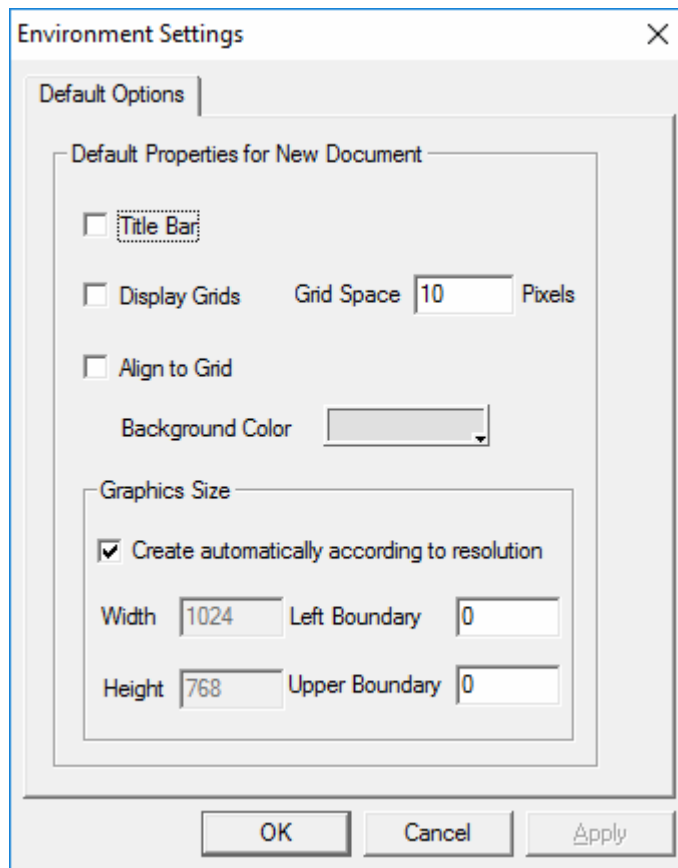 Environment Settings
Default Options
Default Properties for New Document
Title Bar
Display Grids Grid Space 10 Pixels
Align to Grid
Background Color
Graphics Size
Create automatically according to resolution
Width 1024 Left Boundary 0
Height 768 Upper Boundary 0
OK Cancel Apply